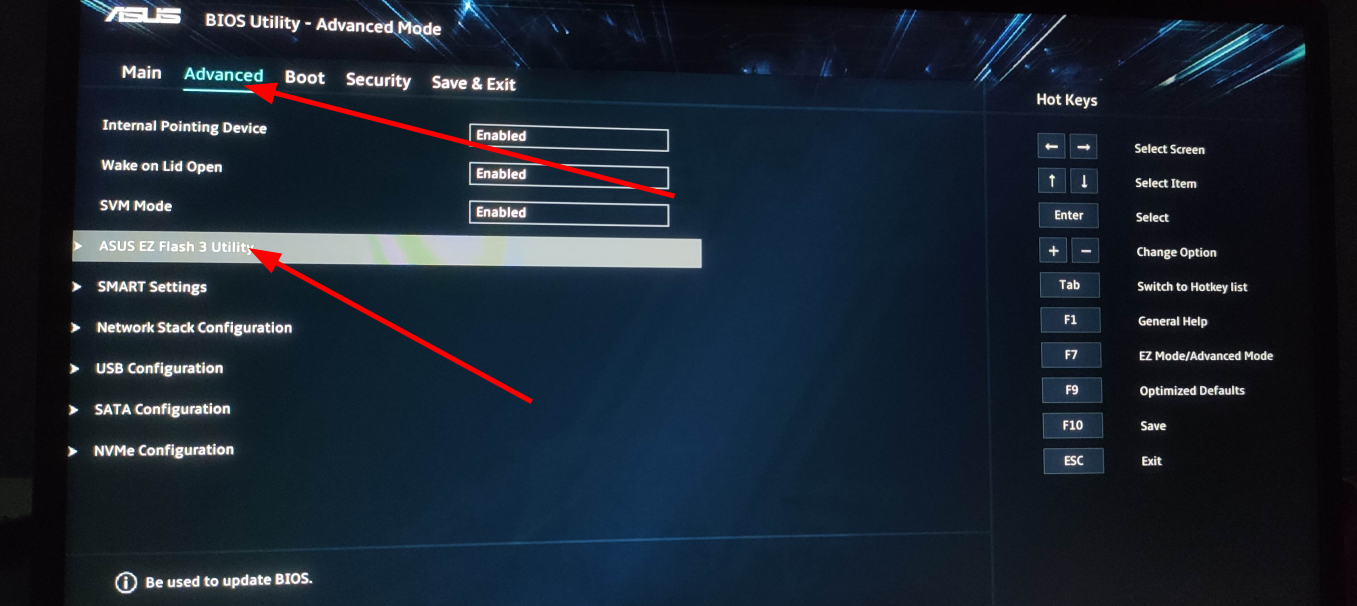 ASUS BIOS Utility - Advanced Mode
Main Advanced Boot Security Save & Exit
Internal Pointing Device Enabled
Wake on Lid Open Enabled
SVM Mode Enabled
ASUS EZ Flash 3 Utility
SMART Settings
Network Stack Configuration
USB Configuration
SATA Configuration
NVMe Configuration
Be used to update BIOS.
Hot Keys
← → Select Screen
↑ ↓ Select Item
Enter Select
+ − Change Option
Tab Switch to Hotkey list
F1 General Help
F7 EZ Mode/Advanced Mode
F9 Optimized Defaults
F10 Save
ESC Exit